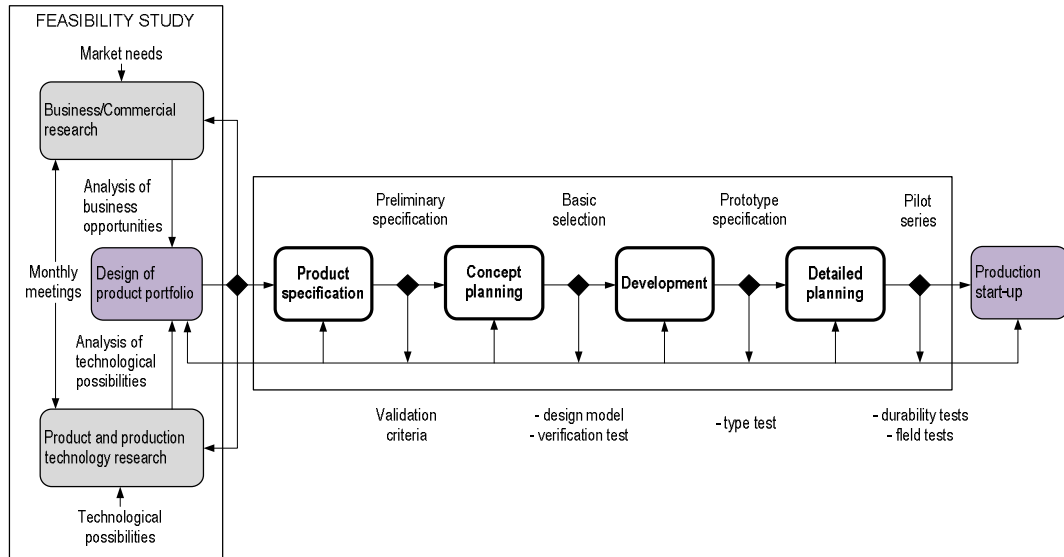 FEASIBILITY STUDY
Market needs
Business/Commercial
research
Analysis of
business
opportunities
Monthly
meetings
Design of
product portfolio
Analysis of
technological
possibilities
Product and production
technology research
Technological
possibilities
Preliminary
specification
Basic
selection
Prototype
specification
Pilot
series
Product
specification
Concept
planning
Development
Detailed
planning
Production
start-up
Validation
criteria
- design model
- verification test
- type test
- durability tests
- field tests